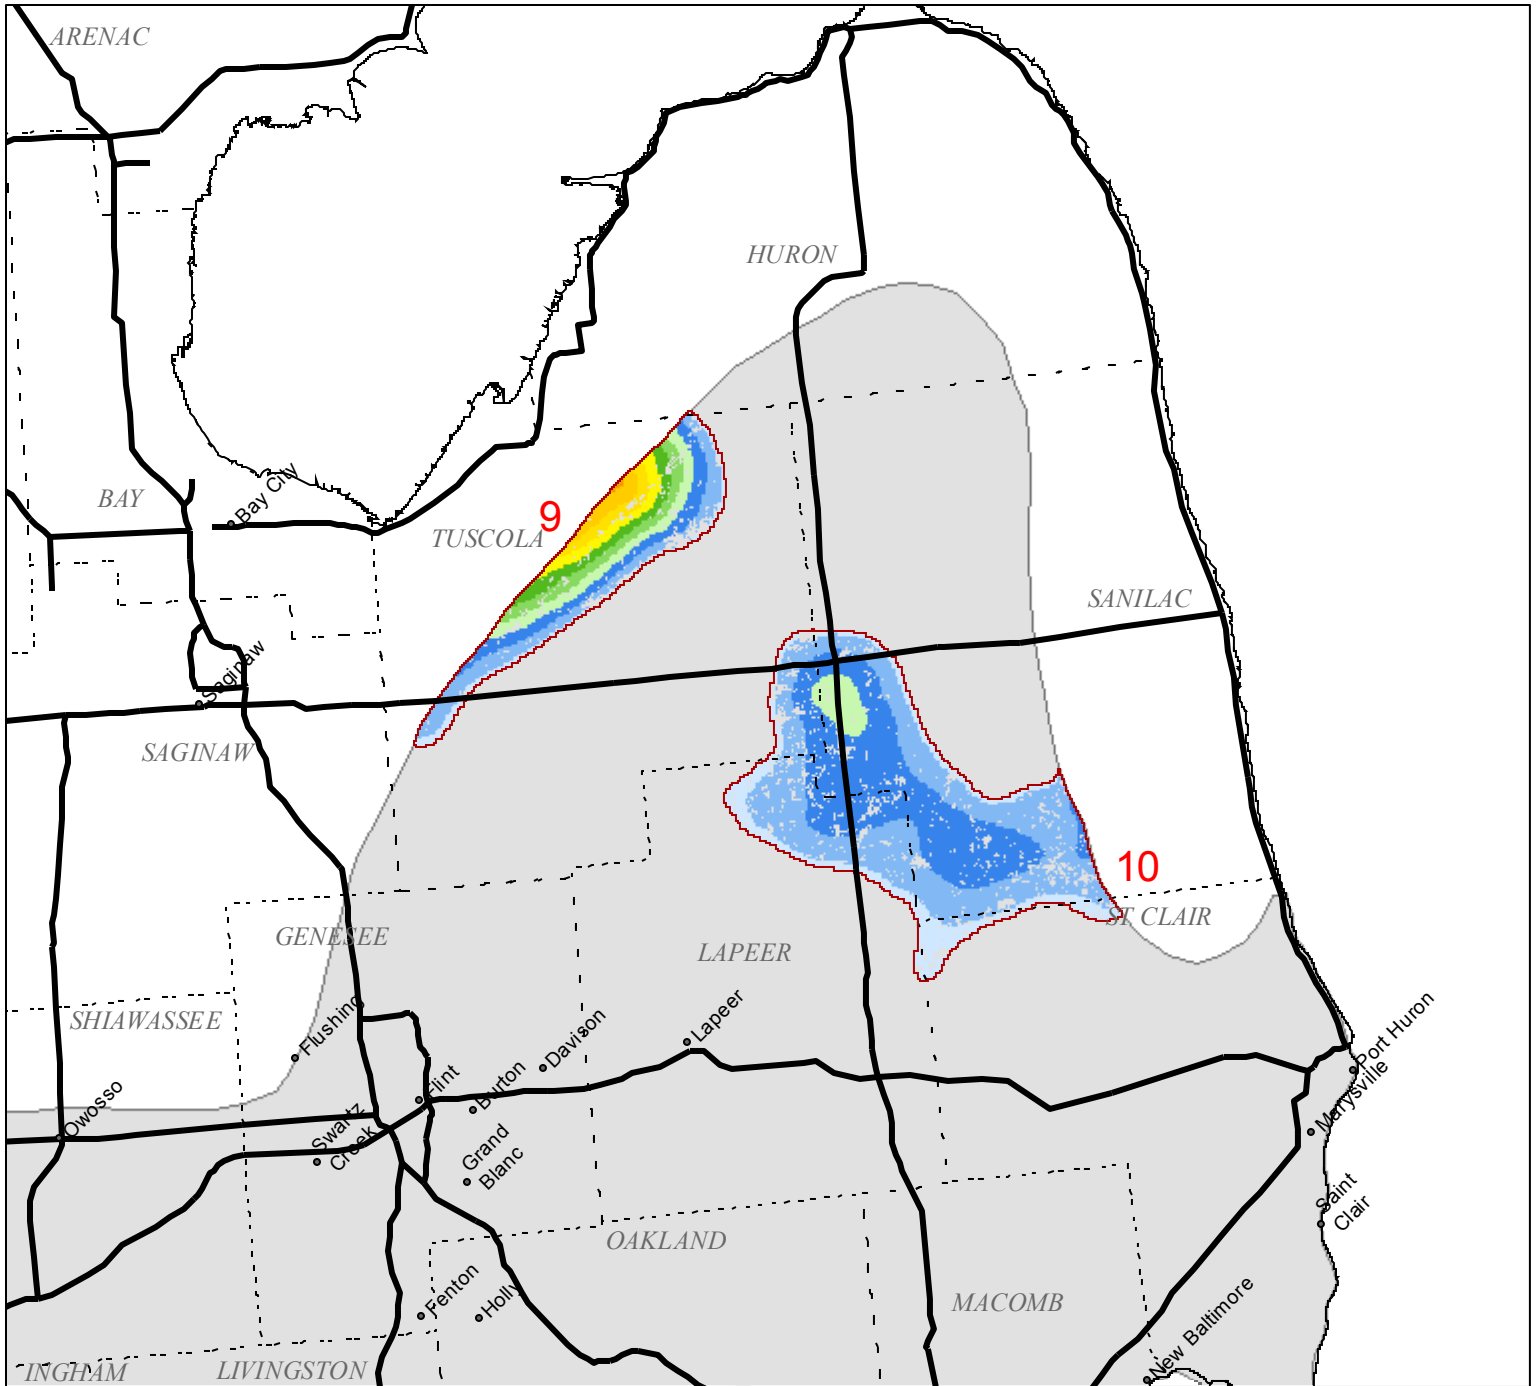 ARENAC
HURON
Bay City
BAY
9
TUSCOLA
SANILAC
Saginaw
SAGINAW
10
ST CLAIR
GENESEE
LAPEER
SHIAWASSEE
Flushing
Lapeer
Davison
Port Huron
Flint
Burton
Owosso
Swartz
Creek
Marysville
Grand
Blanc
Saint
Clair
OAKLAND
Fenton
Holly
MACOMB
New Baltimore
INGHAM
LIVINGSTON